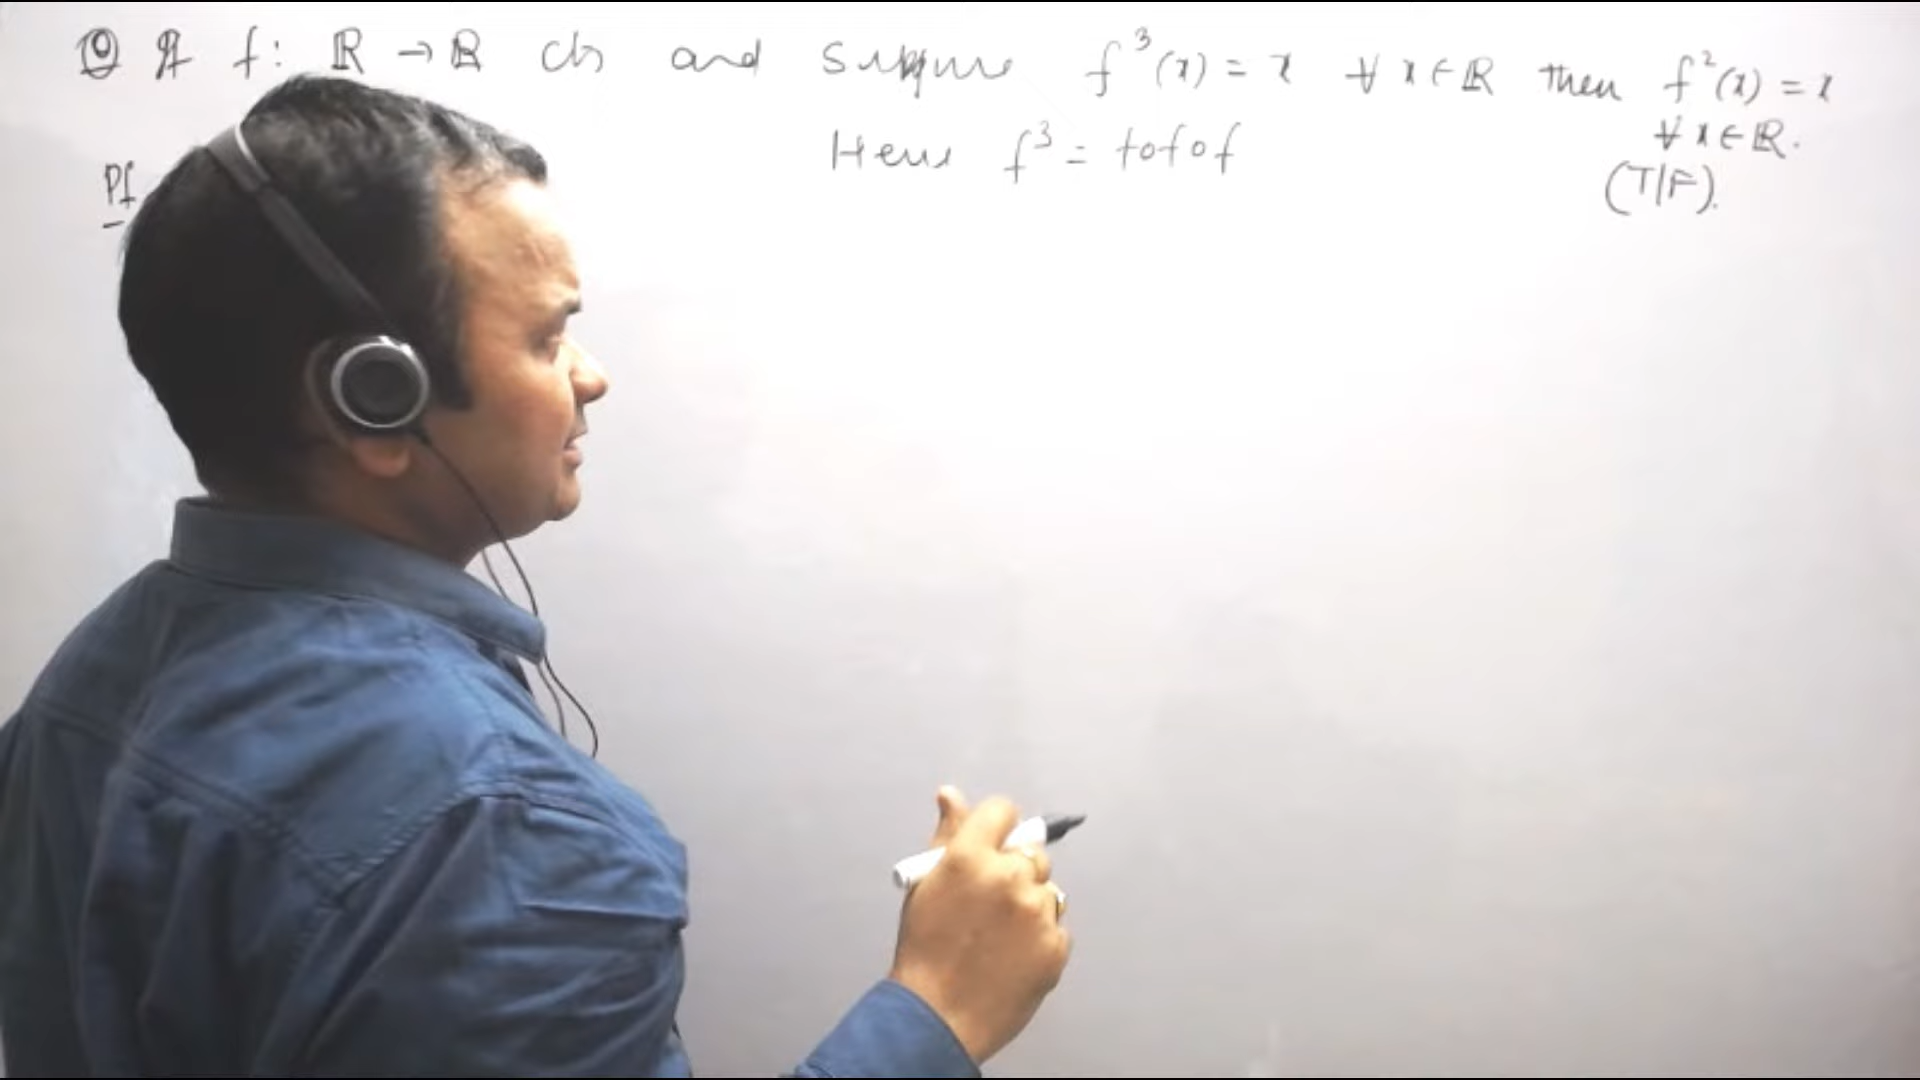 Q If f: ℝ → ℝ cts and suppose f³(x) = x ∀ x ∈ ℝ then f²(x) = x
∀ x ∈ ℝ.
Here f³ = fofof
(T/F).
Pf